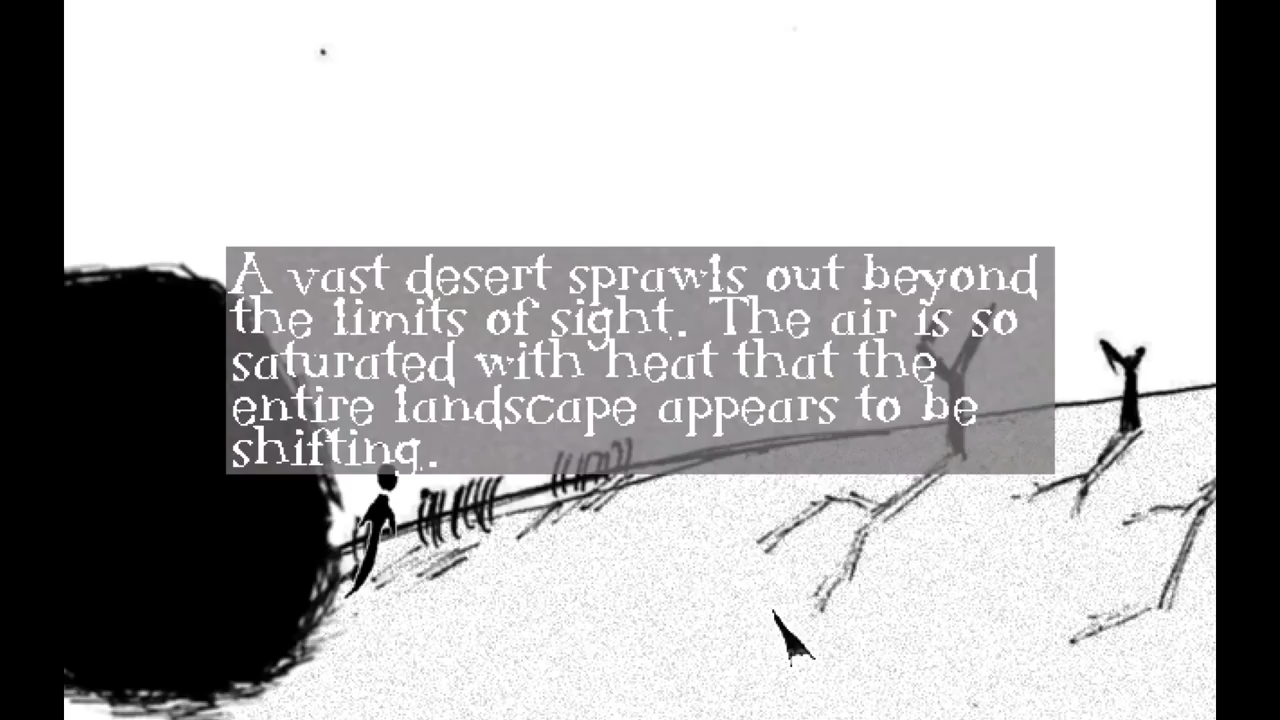 A vast desert sprawls out beyond
the limits of sight. The air is so
saturated with heat that the
entire landscape appears to be
shifting.